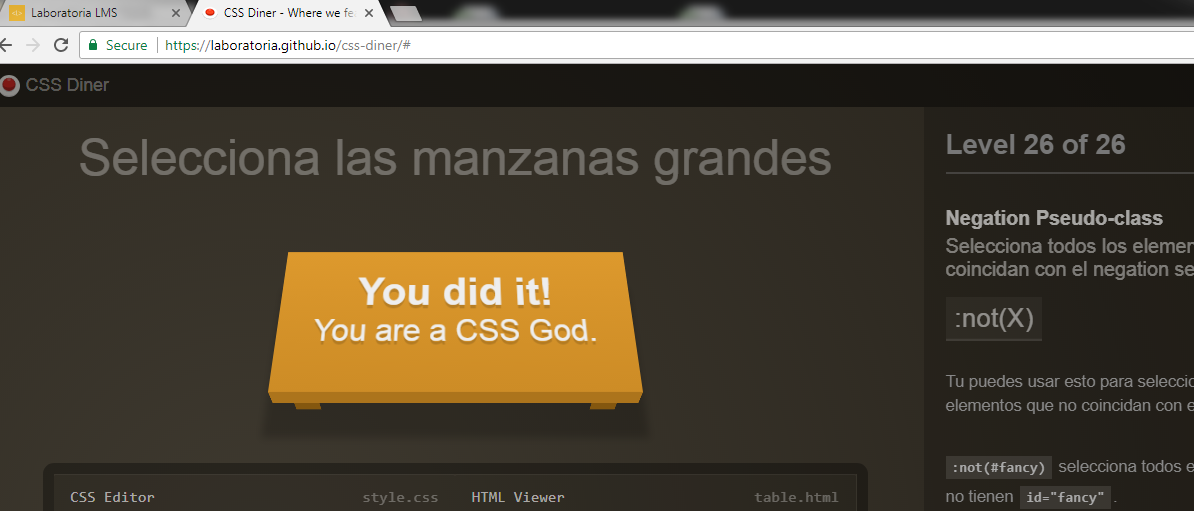 Laboratoria LMS
CSS Diner - Where we fe
Secure
https://laboratoria.github.io/css-diner/#
CSS Diner
Selecciona las manzanas grandes
You did it!
You are a CSS God.
CSS Editor
style.css
HTML Viewer
table.html
Level 26 of 26
Negation Pseudo-class
Selecciona todos los
coincidan con el negation
:not(X)
Tu puedes usar esto para
elementos que no coincidan con
:not(#fancy) selecciona todos
no tienen id="fancy" .